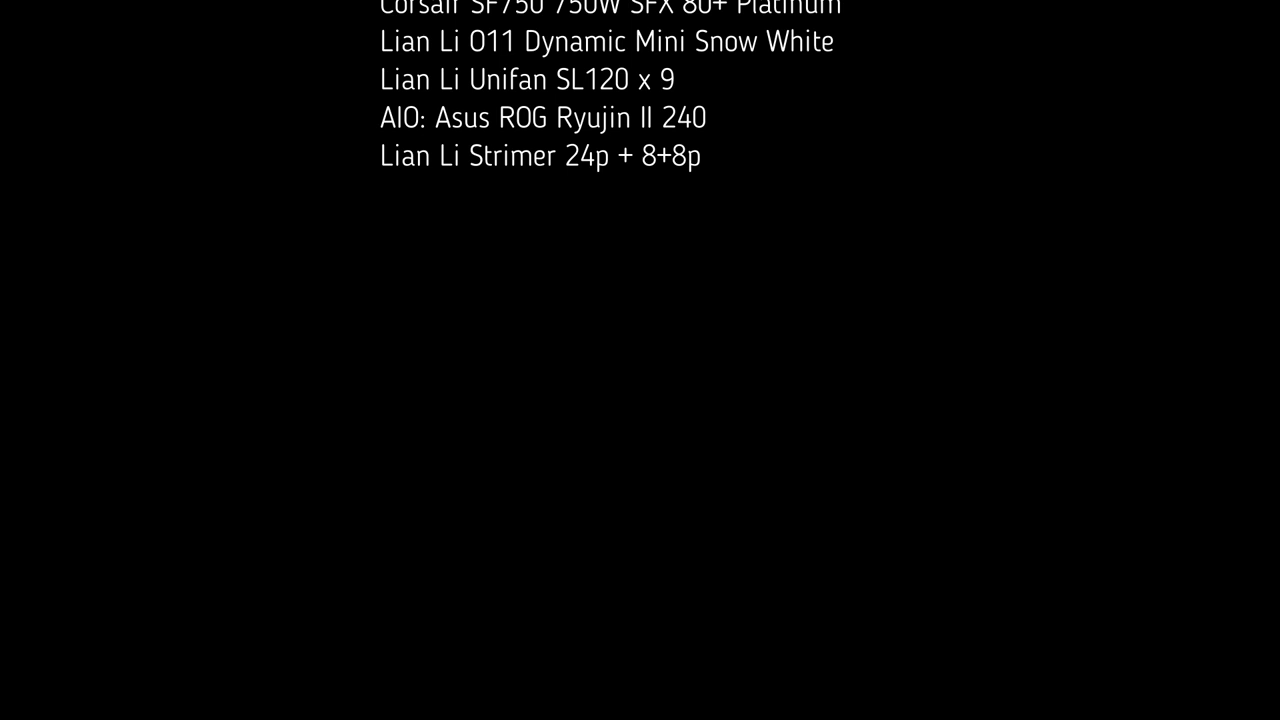 Corsair SF750 750W SFX 80+ Platinum
Lian Li O11 Dynamic Mini Snow White
Lian Li Unifan SL120 x 9
AIO: Asus ROG Ryujin II 240
Lian Li Strimer 24p + 8+8p